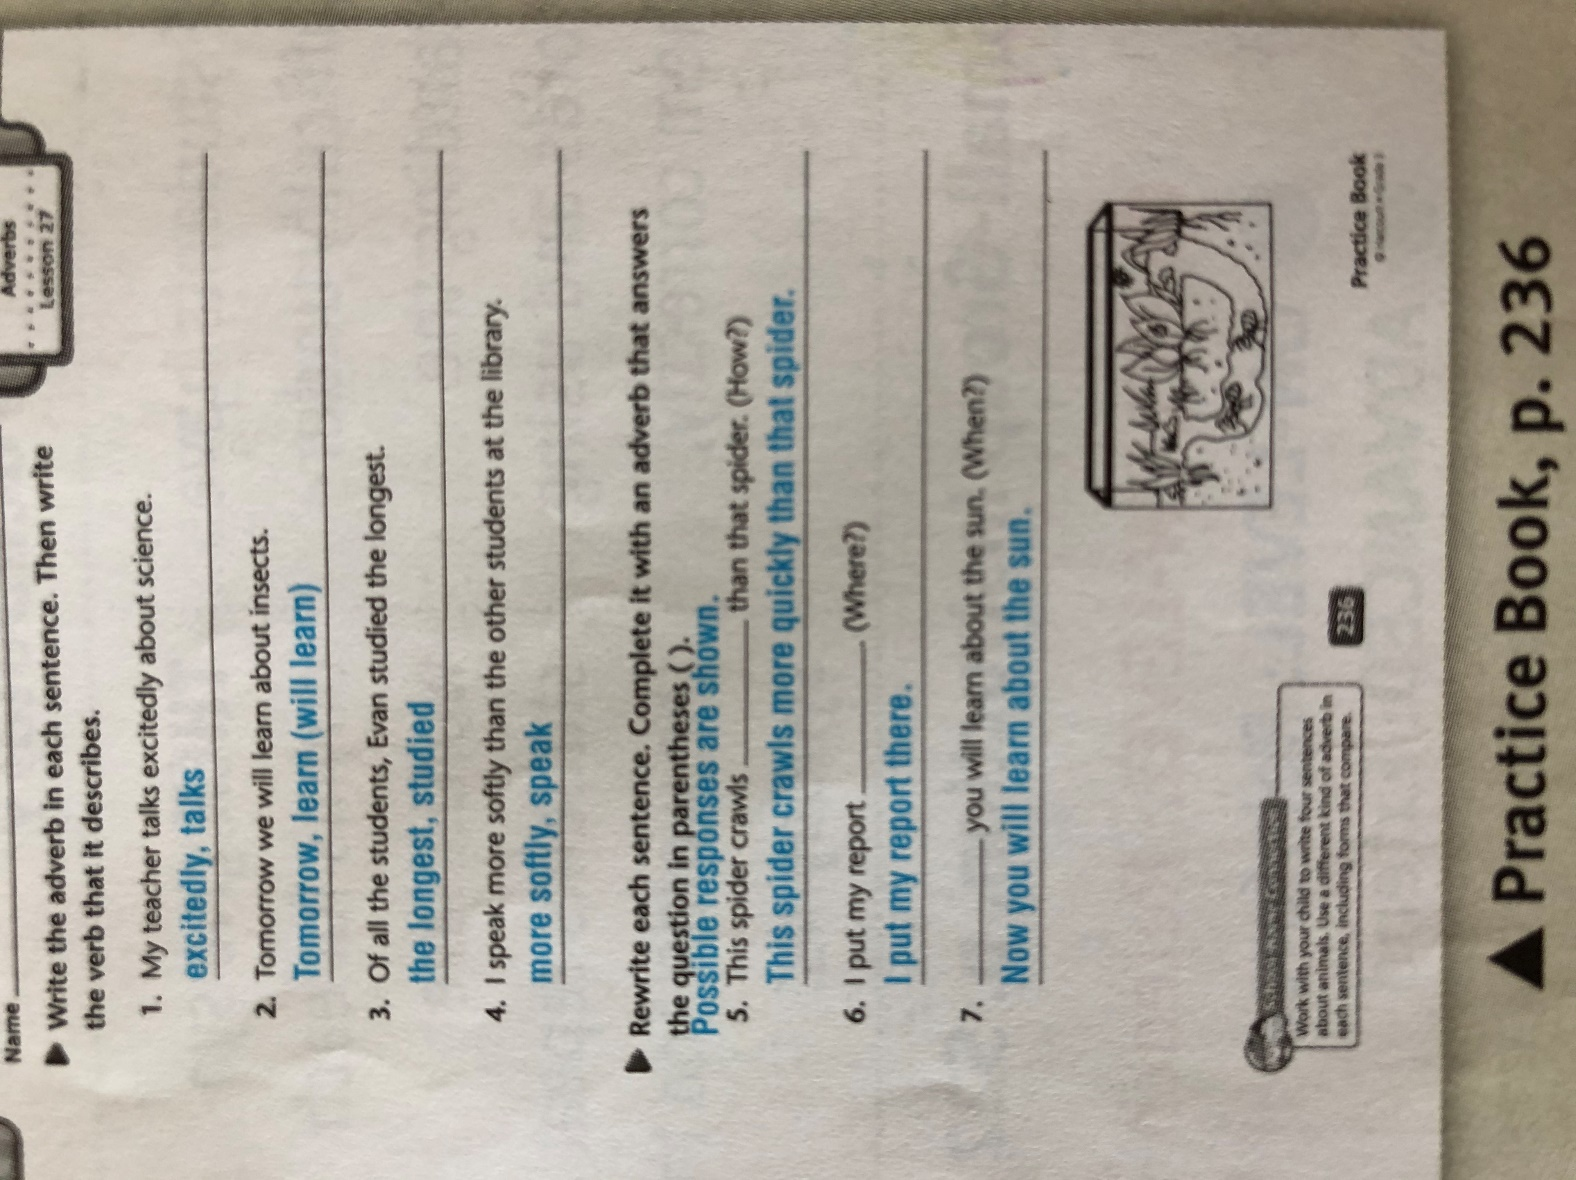 Name
Adverbs
Lesson 27
Write the adverb in each sentence. Then write
the verb that it describes.
1. My teacher talks excitedly about science.
excitedly, talks
2. Tomorrow we will learn about insects.
Tomorrow, learn (will learn)
3. Of all the students, Evan studied the longest.
the longest, studied
4. I speak more softly than the other students at the library.
more softly, speak
Rewrite each sentence. Complete it with an adverb that answers
the question in parentheses ( ).
Possible responses are shown.
5. This spider crawls ________ than that spider. (How?)
This spider crawls more quickly than that spider.
6. I put my report ________ (Where?)
I put my report there.
7. ________ you will learn about the sun. (When?)
Now you will learn about the sun.
Work with your child to write four sentences
about animals. Use a different kind of adverb in
each sentence, including forms that compare.
236
Practice Book
▲ Practice Book, p. 236